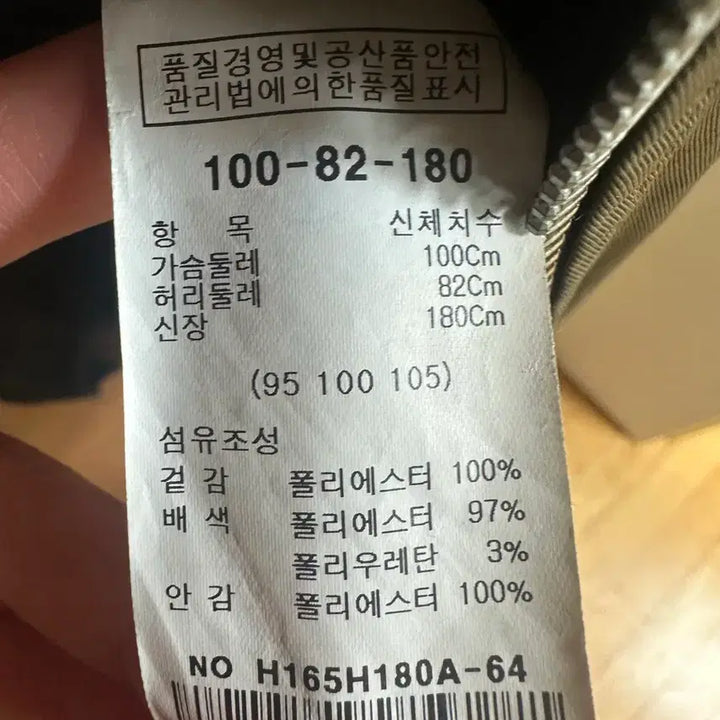 품질경영및공산품안전
관리법에의한품질표시
100-82-180
항 목 신체치수
가슴둘레 100Cm
허리둘레 82Cm
신장 180Cm
(95 100 105)
섬유조성
겉 감 폴리에스터 100%
배 색 폴리에스터 97%
폴리우레탄 3%
안 감 폴리에스터 100%
NO H165H180A-64